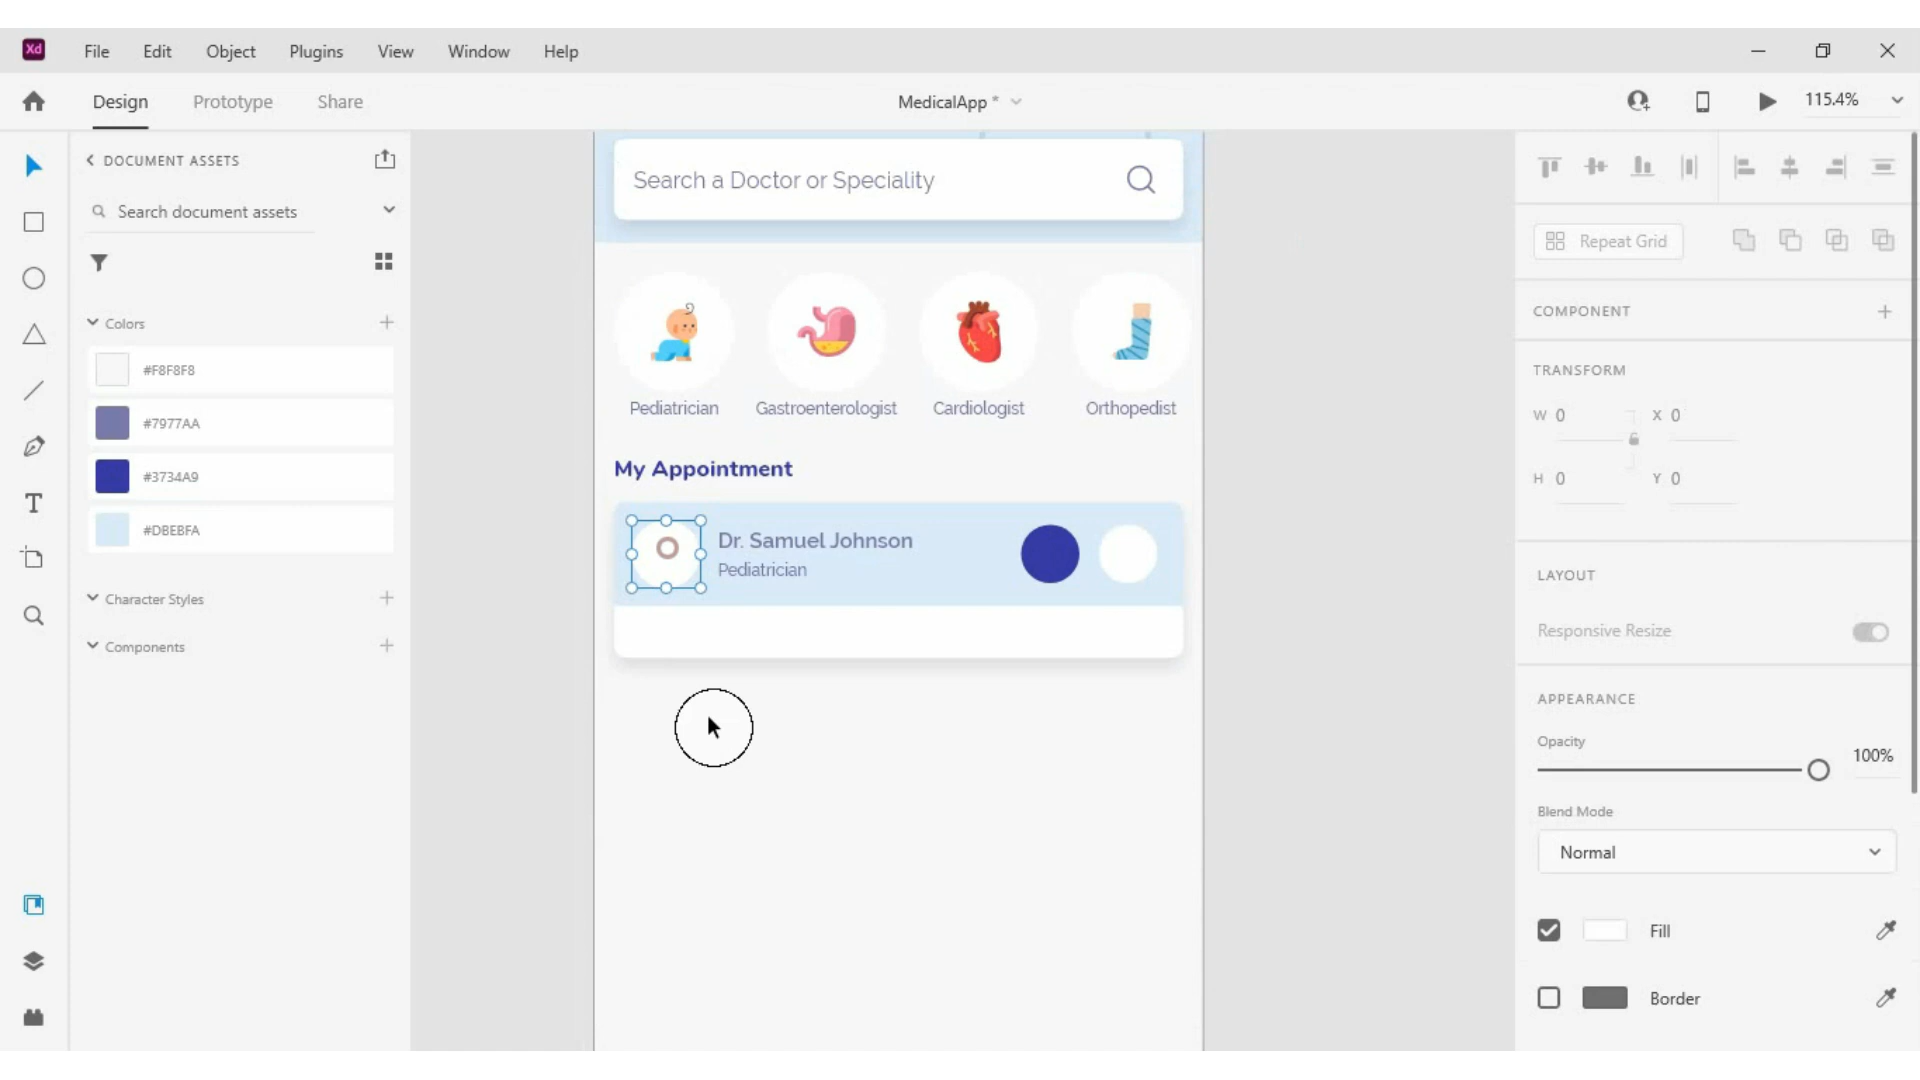 Xd File Edit Object Plugins View Window Help
Design Prototype Share MedicalApp * 115.4%
DOCUMENT ASSETS
Search document assets
Colors
#F8F8F8
#7977AA
#3734A9
#DBEBFA
Character Styles
Components
Search a Doctor or Speciality
Pediatrician Gastroenterologist Cardiologist Orthopedist
My Appointment
Dr. Samuel Johnson
Pediatrician
Repeat Grid
COMPONENT
TRANSFORM
W 0 X 0
H 0 Y 0
LAYOUT
Responsive Resize
APPEARANCE
Opacity
100%
Blend Mode
Normal
Fill
Border